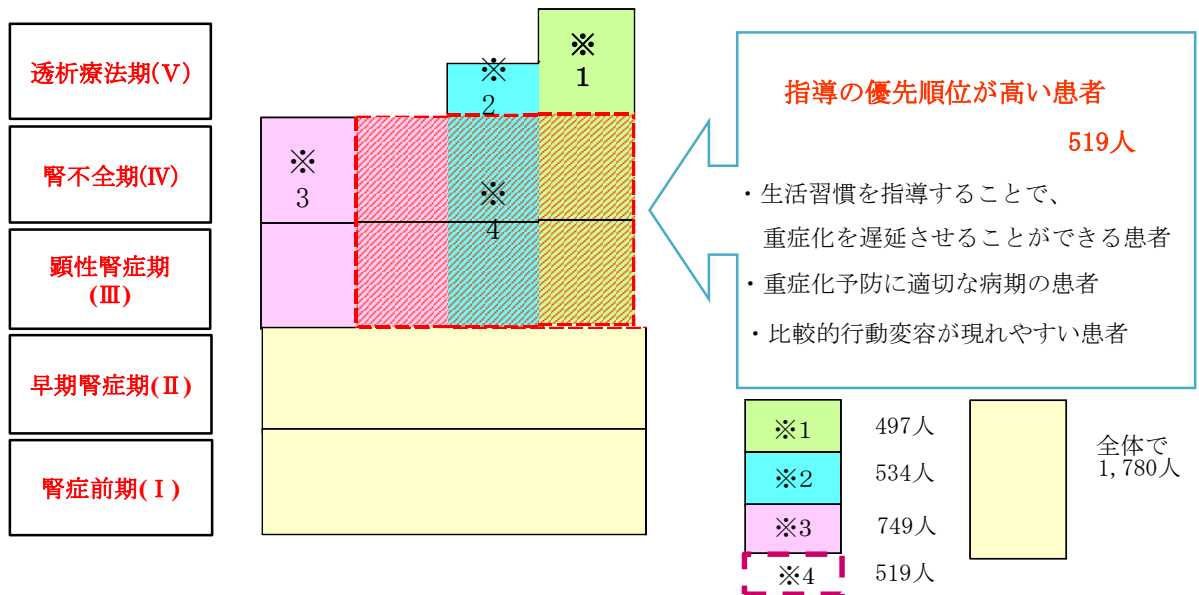 透析療法期(Ⅴ)
腎不全期(Ⅳ)
顕性腎症期
(Ⅲ)
早期腎症期(Ⅱ)
腎症前期(Ⅰ)
※
1
※
2
※
3
※
4
指導の優先順位が高い患者
519人
・生活習慣を指導することで、
重症化を遅延させることができる患者
・重症化予防に適切な病期の患者
・比較的行動変容が現れやすい患者
※1 497人
※2 534人
※3 749人
※4 519人
全体で
1,780人